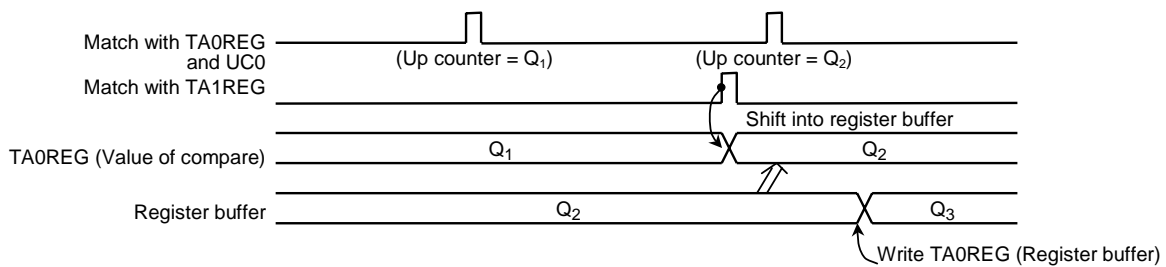 Match with TA0REG
and UC0
(Up counter = Q₁)
(Up counter = Q₂)
Match with TA1REG
Shift into register buffer
TA0REG (Value of compare)
Q₁
Q₂
Register buffer
Q₂
Q₃
Write TA0REG (Register buffer)